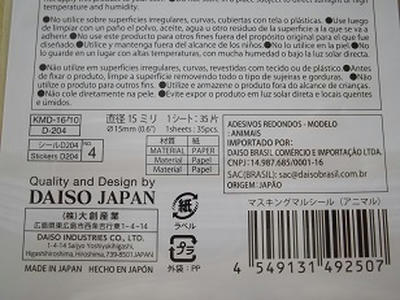 temperature and humidity.
●No utilice sobre superficies irregulares, curvas, cubiertas con tela o plástico. ●Use luego
de limpiar con un paño el polvo, aceite, agua u otro residuo de la superficie a la que se va a
adherir. ●No use este producto para otros fines fuera del propósito original para el que fue
diseñado. ●Utilice y mantenga fuera del alcance de los niños. ●No lo utilice en la piel. ●No
lo guarde en un lugar con altas temperaturas, con mucha humedad o bajo la luz solar directa.
●Não utilize em superfícies irregulares, curvas, revestidas com tecido ou plástico. ●Antes
de fixar o produto, limpe a superfície removendo todo o tipo de sujeiras e gorduras. ●Não
utilize o produto para outros fins. ●Utilize e armazene o produto fora do alcance de crianças.
●Não cole diretamente na pele. ●Evite expor o produto em luz solar direta e locais quentes
e úmidos.
KMD-16号10
D-204
直径 15 ミリ
∅15mm (0.6")
1シート: 35片
1sheets: 35pcs.
シールD204
Stickers D204
NO.
4
材質 紙
MATERIAL PAPER
Material Papel
Material Papel
ADESIVOS REDONDOS - MODELO
: ANIMAIS
IMPORTADO POR:
DAISO BRASIL COMÉRCIO E IMPORTAÇÃO LTDA.
CNPJ:14.987.685/0001-16
SAC(BRASIL): sac@daisobrasil.com.br
ORIGEM:JAPÃO
Quality and Design by
DAISO JAPAN
(株)大創産業
広島県東広島市西条吉行東1-4-14
DAISO INDUSTRIES CO., LTD.
1-4-14 Saijo Yoshiyukihigashi,
Higashihiroshima, Hiroshima, 739-8501 JAPAN
MADE IN JAPAN HECHO EN JAPÓN
紙
ラベル
プラ
外袋: PP
マスキングマルシール (アニマル)
4 549131 492507